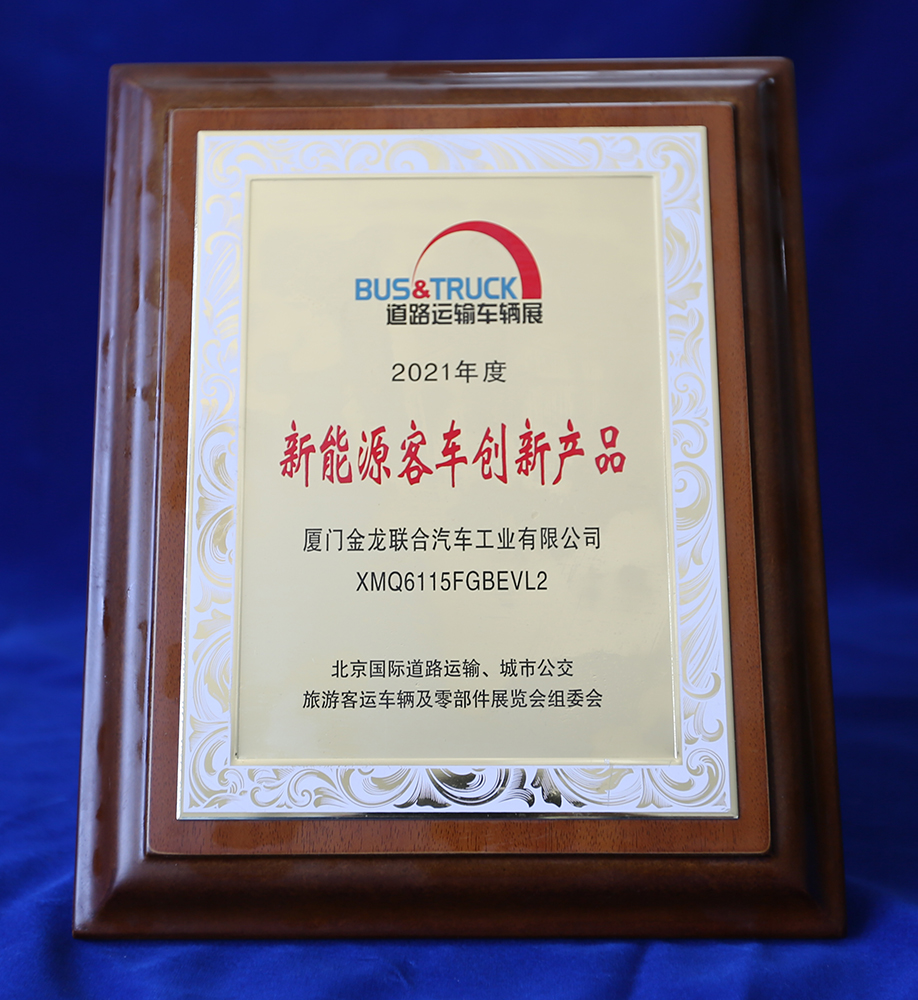 BUS&TRUCK
道路运输车辆展
2021年度
新能源客车创新产品
厦门金龙联合汽车工业有限公司
XMQ6115FGBEVL2
北京国际道路运输、城市公交
旅游客运车辆及零部件展览会组委会